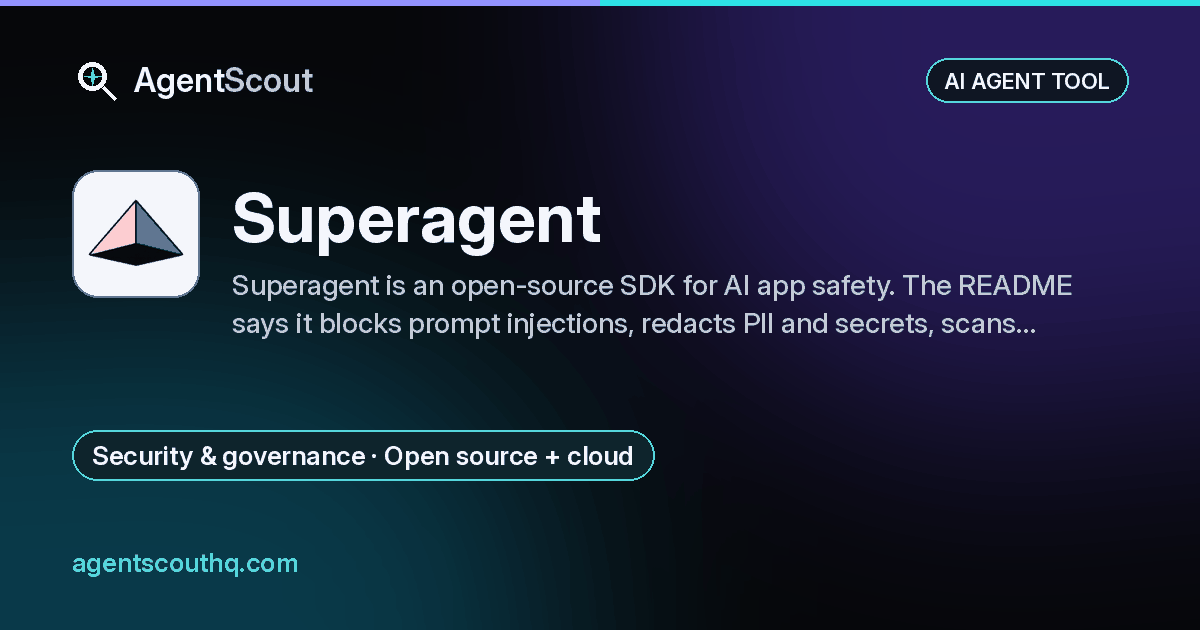 AgentScout
AI AGENT TOOL
Superagent
Superagent is an open-source SDK for AI app safety. The README
says it blocks prompt injections, redacts PII and secrets, scans...
Security & governance · Open source + cloud
agentscouthq.com